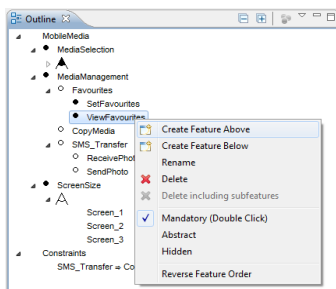 Outline
MobileMedia
MediaSelection
MediaManagement
Favourites
SetFavourites
ViewFavourites
CopyMedia
SMS_Transfer
ReceivePhot
SendPhoto
ScreenSize
Screen_1
Screen_2
Screen_3
Constraints
SMS_Transfer ⇒ Co
Create Feature Above
Create Feature Below
Rename
Delete
Delete including subfeatures
Mandatory (Double Click)
Abstract
Hidden
Reverse Feature Order